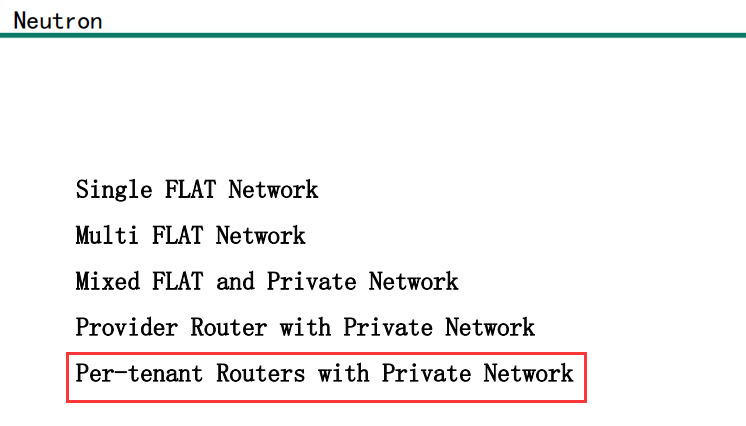 Neutron
Single FLAT Network
Multi FLAT Network
Mixed FLAT and Private Network
Provider Router with Private Network
Per-tenant Routers with Private Network